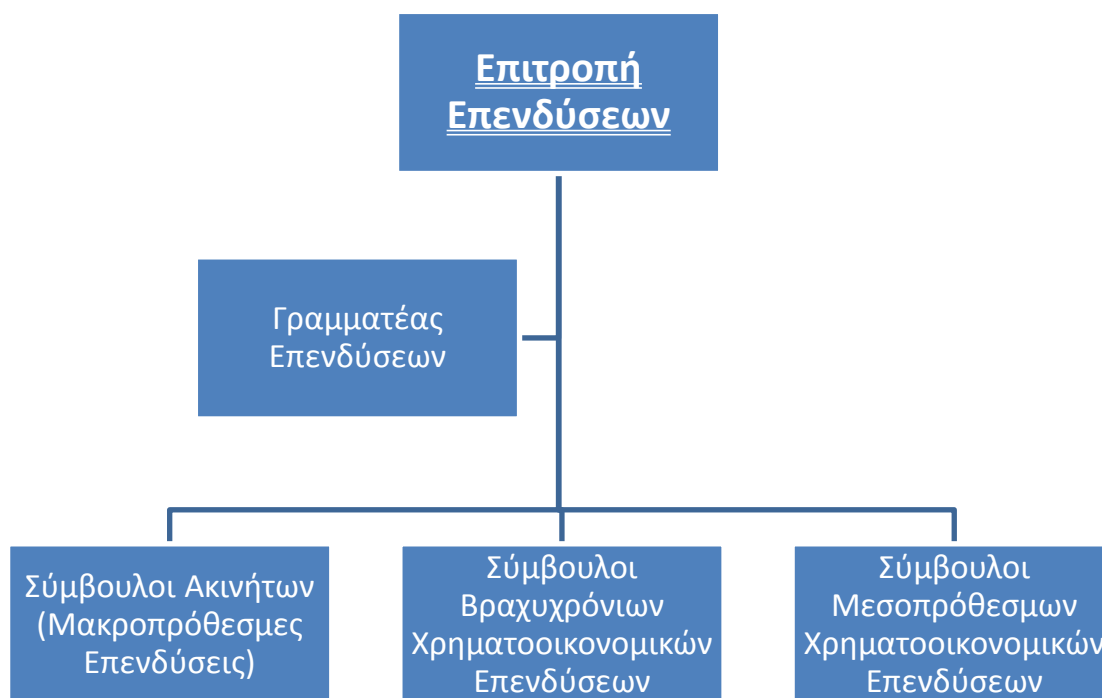 Επιτροπή
Επενδύσεων
Γραμματέας
Επενδύσεων
Σύμβουλοι Ακινήτων
(Μακροπρόθεσμες
Επενδύσεις)
Σύμβουλοι
Βραχυχρόνιων
Χρηματοοικονομικών
Επενδύσεων
Σύμβουλοι
Μεσοπρόθεσμων
Χρηματοοικονομικών
Επενδύσεων